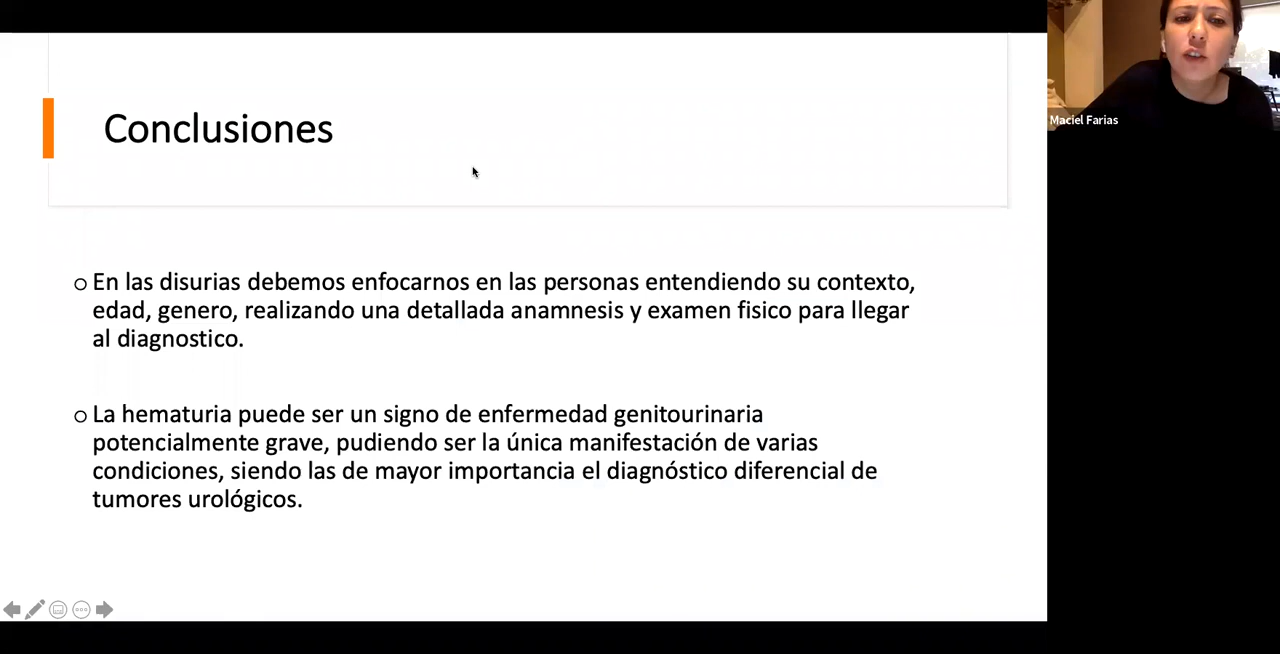 Conclusiones
En las disurias debemos enfocarnos en las personas entendiendo su contexto,
edad, genero, realizando una detallada anamnesis y examen fisico para llegar
al diagnostico.
La hematuria puede ser un signo de enfermedad genitourinaria
potencialmente grave, pudiendo ser la única manifestación de varias
condiciones, siendo las de mayor importancia el diagnóstico diferencial de
tumores urológicos.
Maciel Farias